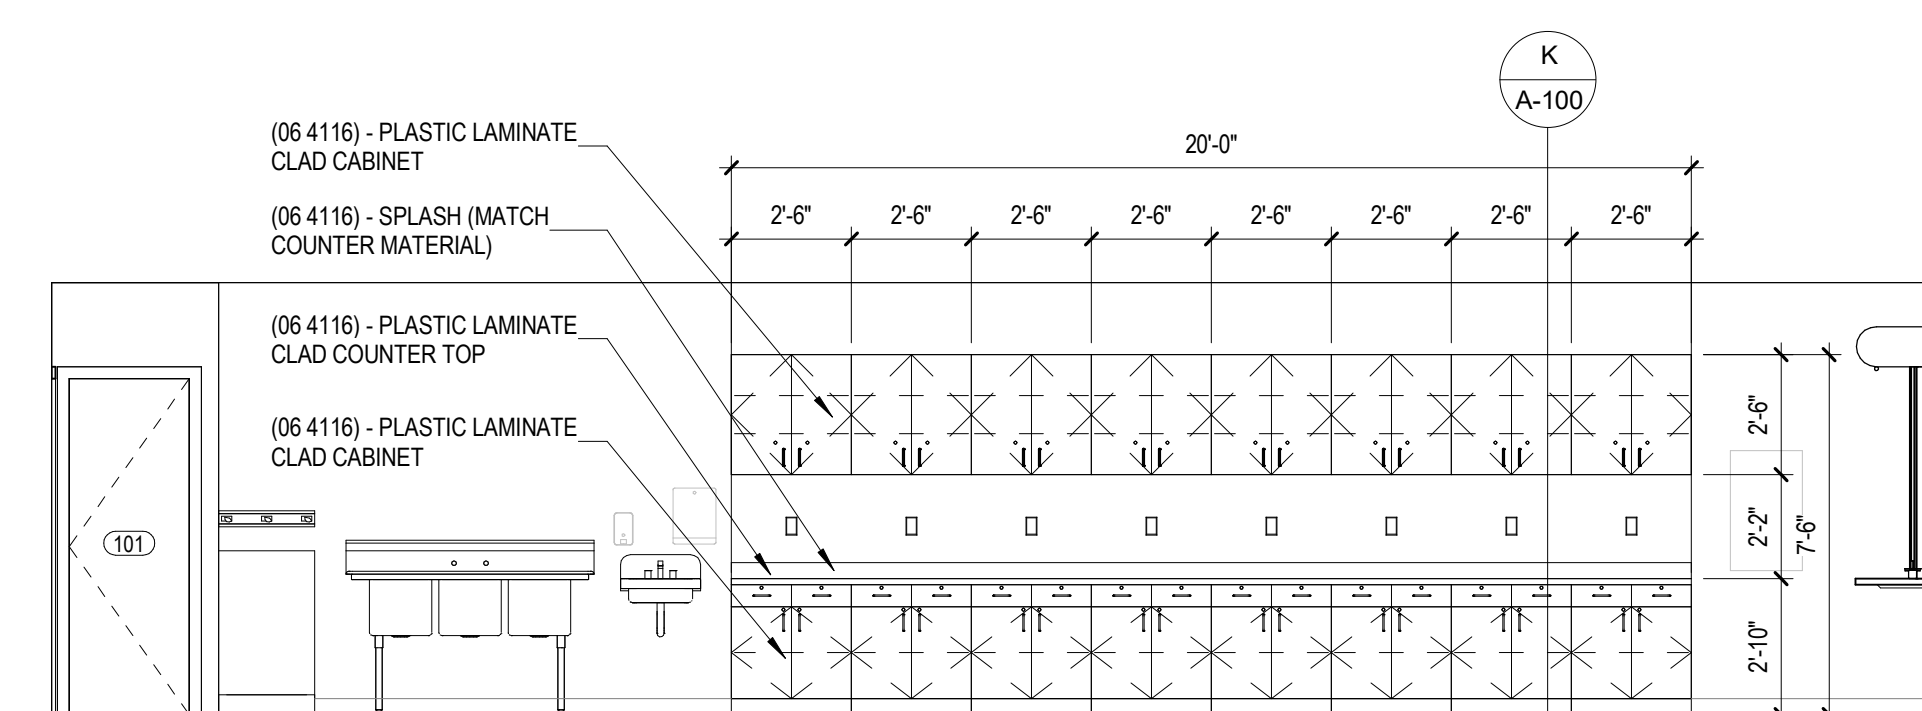 K
A-100
(06 4116) - PLASTIC LAMINATE
CLAD CABINET
20'-0"
(06 4116) - SPLASH (MATCH
COUNTER MATERIAL)
2'-6" 2'-6" 2'-6" 2'-6" 2'-6" 2'-6" 2'-6" 2'-6"
(06 4116) - PLASTIC LAMINATE
CLAD COUNTER TOP
(06 4116) - PLASTIC LAMINATE
CLAD CABINET
2'-6"
2'-2"
7'-6"
2'-10"
101